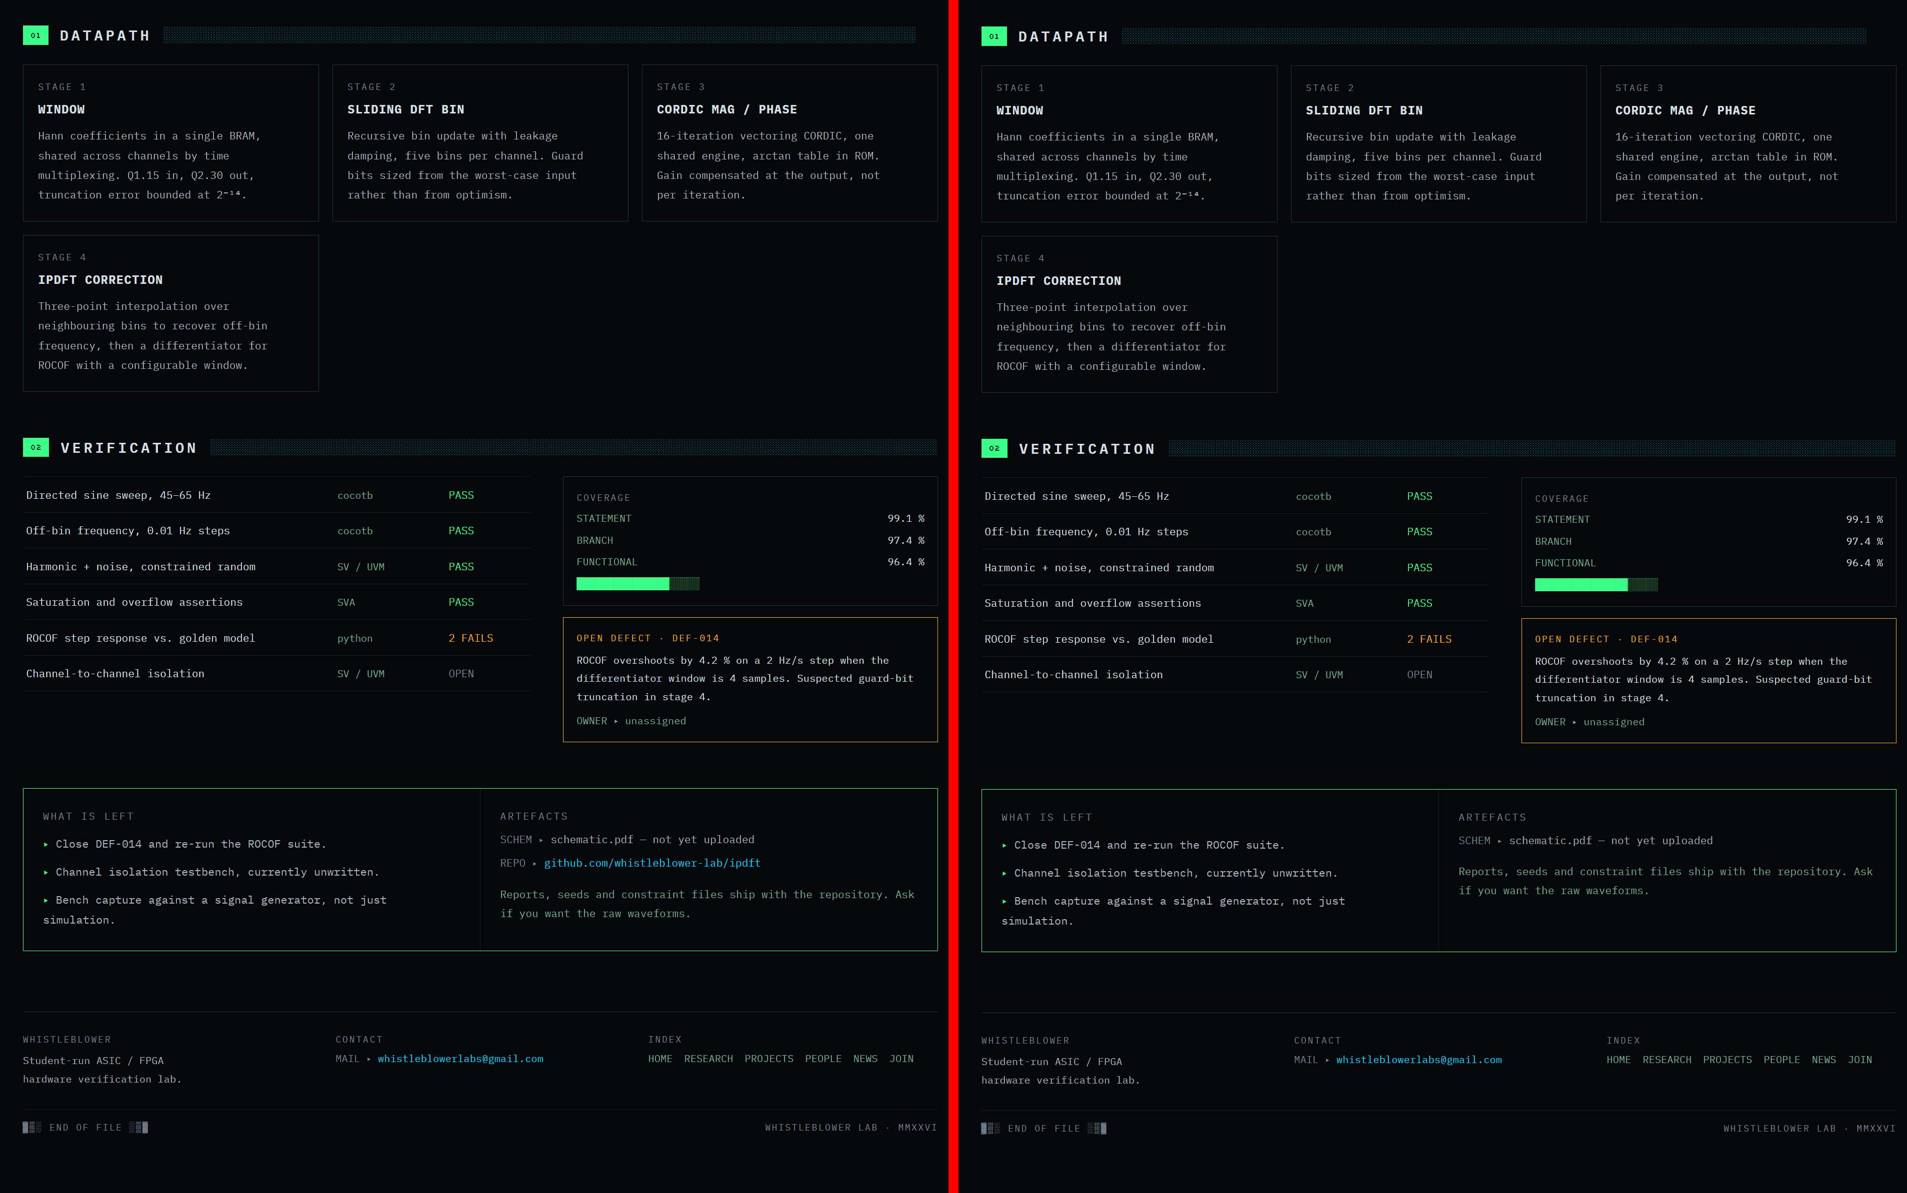 01 DATAPATH
STAGE 1
WINDOW
Hann coefficients in a single BRAM,
shared across channels by time
multiplexing. Q1.15 in, Q2.30 out,
truncation error bounded at 2⁻¹⁴.
STAGE 2
SLIDING DFT BIN
Recursive bin update with leakage
damping, five bins per channel. Guard
bits sized from the worst-case input
rather than from optimism.
STAGE 3
CORDIC MAG / PHASE
16-iteration vectoring CORDIC, one
shared engine, arctan table in ROM.
Gain compensated at the output, not
per iteration.
STAGE 4
IPDFT CORRECTION
Three-point interpolation over
neighbouring bins to recover off-bin
frequency, then a differentiator for
ROCOF with a configurable window.
02 VERIFICATION
Directed sine sweep, 45–65 Hz cocotb PASS
Off-bin frequency, 0.01 Hz steps cocotb PASS
Harmonic + noise, constrained random SV / UVM PASS
Saturation and overflow assertions SVA PASS
ROCOF step response vs. golden model python 2 FAILS
Channel-to-channel isolation SV / UVM OPEN
COVERAGE
STATEMENT 99.1 %
BRANCH 97.4 %
FUNCTIONAL 96.4 %
OPEN DEFECT · DEF-014
ROCOF overshoots by 4.2 % on a 2 Hz/s step when the
differentiator window is 4 samples. Suspected guard-bit
truncation in stage 4.
OWNER ▸ unassigned
WHAT IS LEFT
▸ Close DEF-014 and re-run the ROCOF suite.
▸ Channel isolation testbench, currently unwritten.
▸ Bench capture against a signal generator, not just
simulation.
ARTEFACTS
SCHEM ▸ schematic.pdf — not yet uploaded
REPO ▸ github.com/whistleblower-lab/ipdft
Reports, seeds and constraint files ship with the repository. Ask
if you want the raw waveforms.
WHISTLEBLOWER
Student-run ASIC / FPGA
hardware verification lab.
CONTACT
MAIL ▸ whistleblowerlabs@gmail.com
INDEX
HOME RESEARCH PROJECTS PEOPLE NEWS JOIN
█▓▒░ END OF FILE ░▒▓█
WHISTLEBLOWER LAB · MMXXVI
01 DATAPATH
STAGE 1
WINDOW
Hann coefficients in a single BRAM,
shared across channels by time
multiplexing. Q1.15 in, Q2.30 out,
truncation error bounded at 2⁻¹⁴.
STAGE 2
SLIDING DFT BIN
Recursive bin update with leakage
damping, five bins per channel. Guard
bits sized from the worst-case input
rather than from optimism.
STAGE 3
CORDIC MAG / PHASE
16-iteration vectoring CORDIC, one
shared engine, arctan table in ROM.
Gain compensated at the output, not
per iteration.
STAGE 4
IPDFT CORRECTION
Three-point interpolation over
neighbouring bins to recover off-bin
frequency, then a differentiator for
ROCOF with a configurable window.
02 VERIFICATION
Directed sine sweep, 45–65 Hz cocotb PASS
Off-bin frequency, 0.01 Hz steps cocotb PASS
Harmonic + noise, constrained random SV / UVM PASS
Saturation and overflow assertions SVA PASS
ROCOF step response vs. golden model python 2 FAILS
Channel-to-channel isolation SV / UVM OPEN
COVERAGE
STATEMENT 99.1 %
BRANCH 97.4 %
FUNCTIONAL 96.4 %
OPEN DEFECT · DEF-014
ROCOF overshoots by 4.2 % on a 2 Hz/s step when the
differentiator window is 4 samples. Suspected guard-bit
truncation in stage 4.
OWNER ▸ unassigned
WHAT IS LEFT
▸ Close DEF-014 and re-run the ROCOF suite.
▸ Channel isolation testbench, currently unwritten.
▸ Bench capture against a signal generator, not just
simulation.
ARTEFACTS
SCHEM ▸ schematic.pdf — not yet uploaded
Reports, seeds and constraint files ship with the repository. Ask
if you want the raw waveforms.
WHISTLEBLOWER
Student-run ASIC / FPGA
hardware verification lab.
CONTACT
MAIL ▸ whistleblowerlabs@gmail.com
INDEX
HOME RESEARCH PROJECTS PEOPLE NEWS JOIN
█▓▒░ END OF FILE ░▒▓█
WHISTLEBLOWER LAB · MMXXVI